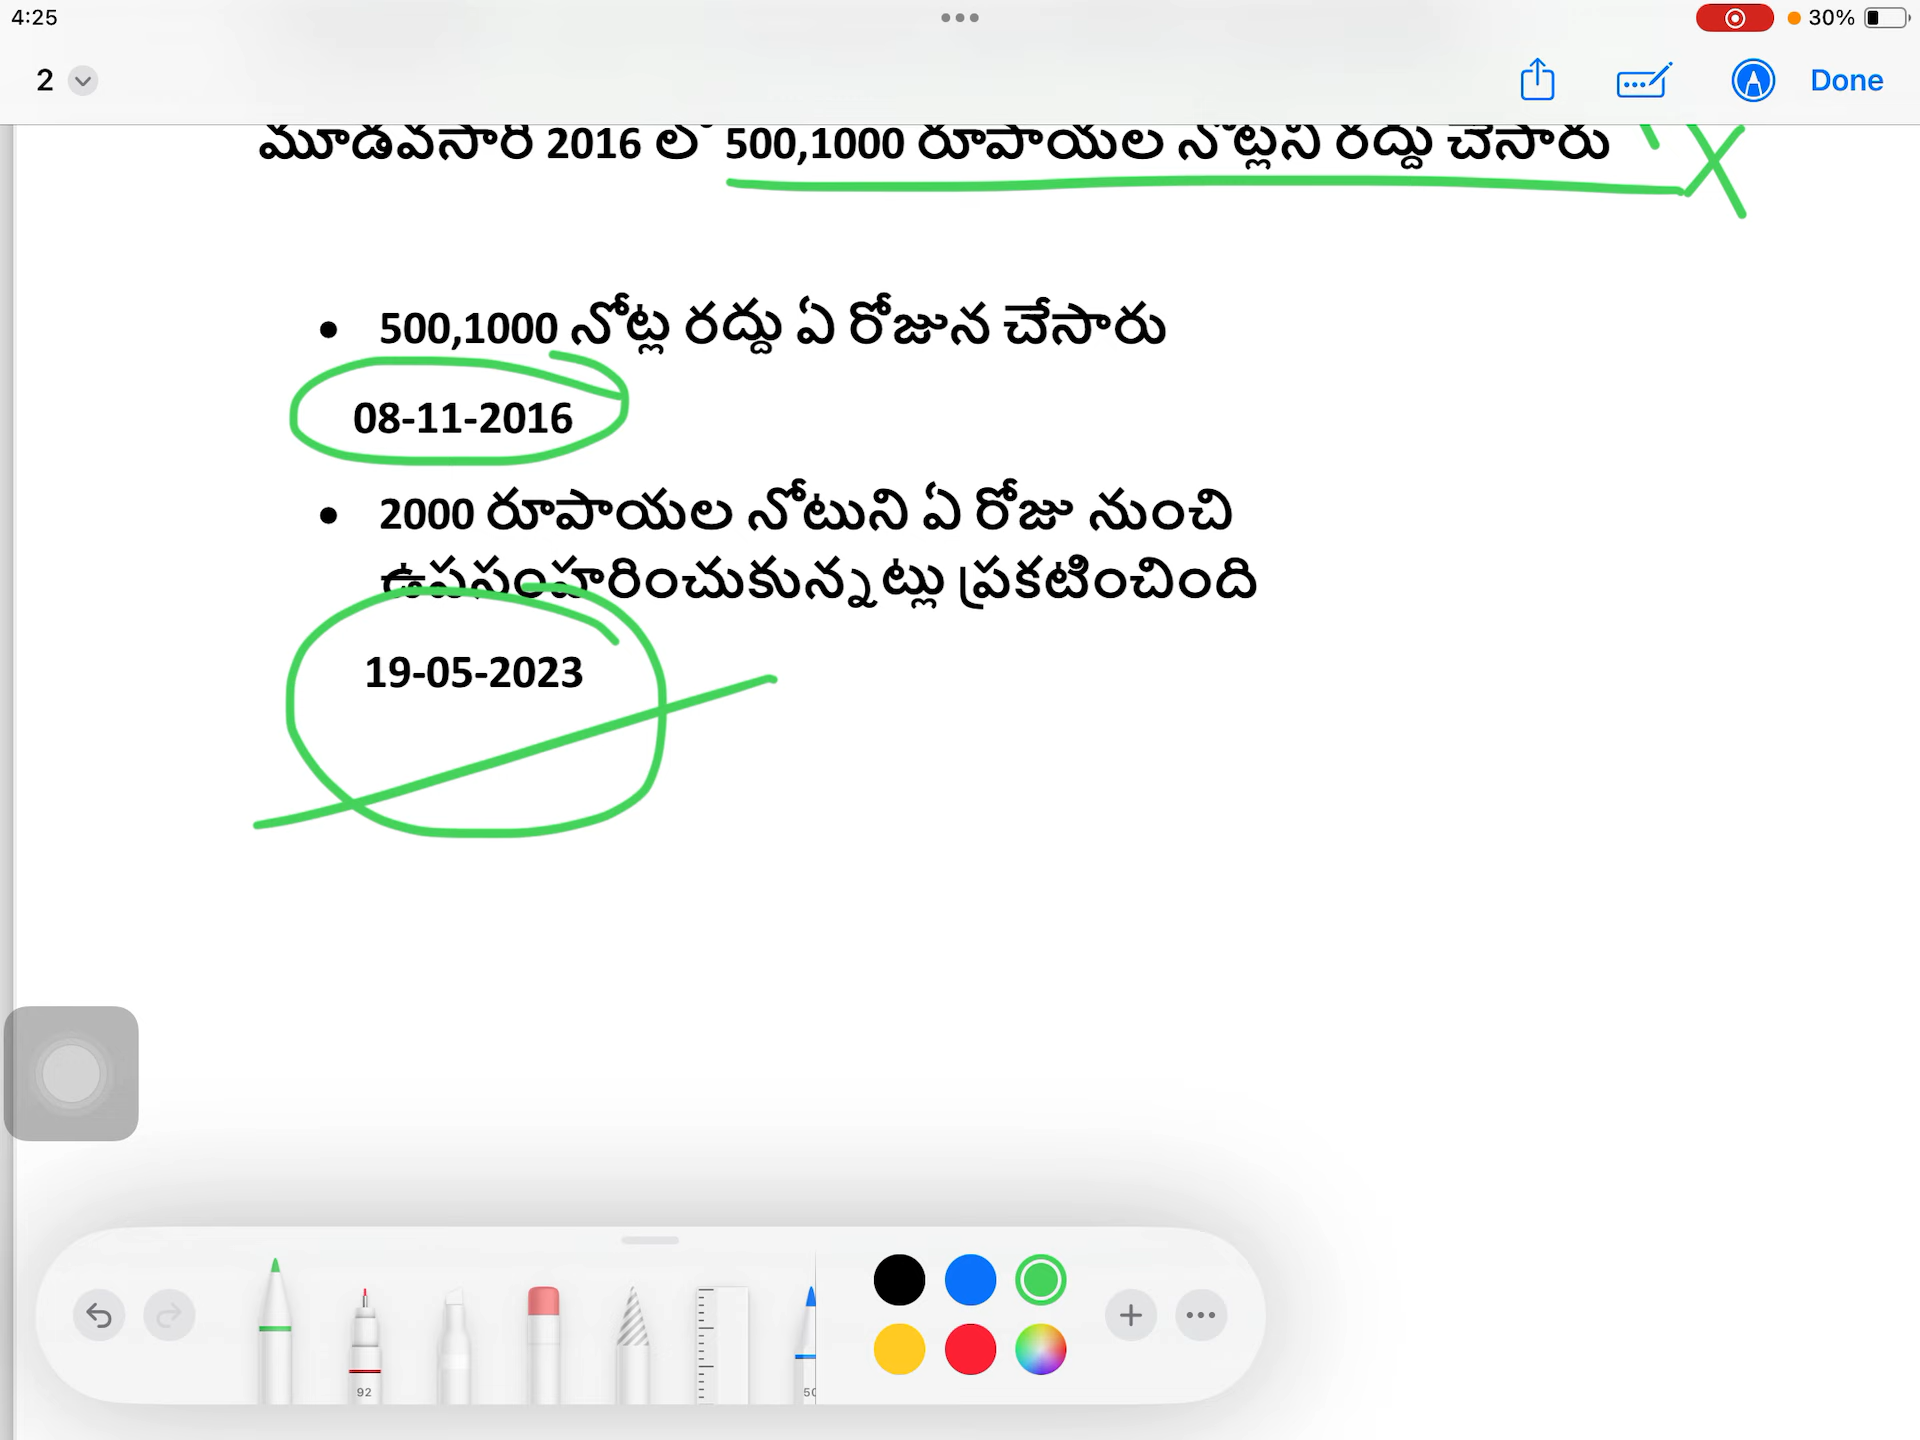 4:25
30%
2
Done
మూడవసారి 2016 లో 500,1000 రూపాయల నోట్లని రద్దు చేసారు
500,1000 నోట్ల రద్దు ఏ రోజున చేసారు
08-11-2016
2000 రూపాయల నోటుని ఏ రోజు నుంచి
ఉపసంహరించుకున్నట్లు ప్రకటించింది
19-05-2023
92
50